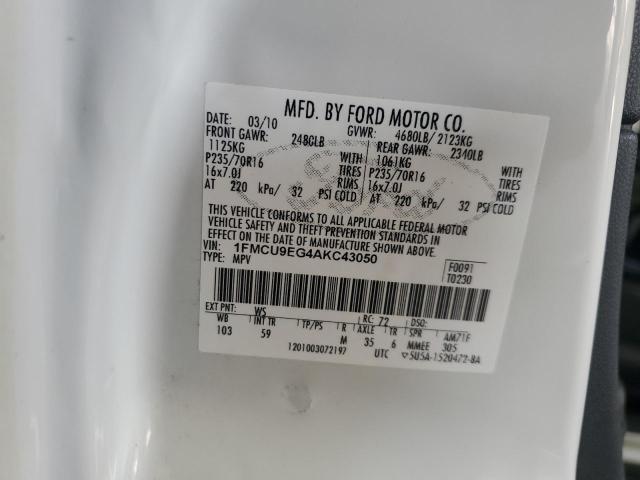 MFD. BY FORD MOTOR CO.
DATE: 03/10 GVWR: 4680LB/ 2123KG
FRONT GAWR: 2480LB REAR GAWR: 2340LB
1125KG WITH 1061KG WITH
P235/70R16 TIRES P235/70R16 TIRES
16x7.0J RIMS 16x7.0J RIMS
AT 220 kPa/ 32 PSI COLD AT 220 kPa/ 32 PSI COLD
Ford
THIS VEHICLE CONFORMS TO ALL APPLICABLE FEDERAL MOTOR
VEHICLE SAFETY AND THEFT PREVENTION STANDARDS IN
EFFECT ON THE DATE OF MANUFACTURE SHOWN ABOVE.
VIN: 1FMCU9EG4AKC43050 F0091
TYPE: MPV T0230
EXT PNT: WS RC: 72 DSO:
WB INT TR TP/PS R AXLE TR SPR AM71F
103 59 M 35 6 MMEE 305
1201003072197 UTC 5U5A-1520472-BA